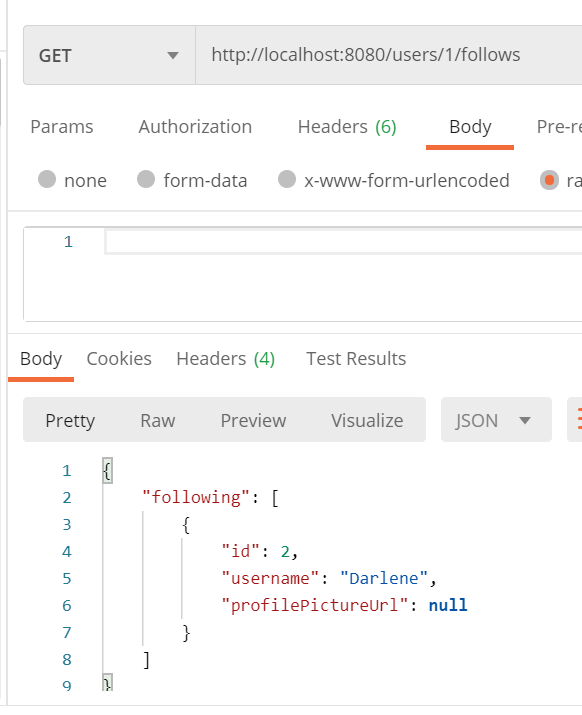 GET http://localhost:8080/users/1/follows
Params Authorization Headers (6) Body Pre-re
none form-data x-www-form-urlencoded ra
1
Body Cookies Headers (4) Test Results
Pretty Raw Preview Visualize JSON
1 {
2 "following": [
3 {
4 "id": 2,
5 "username": "Darlene",
6 "profilePictureUrl": null
7 }
8 ]
9 }